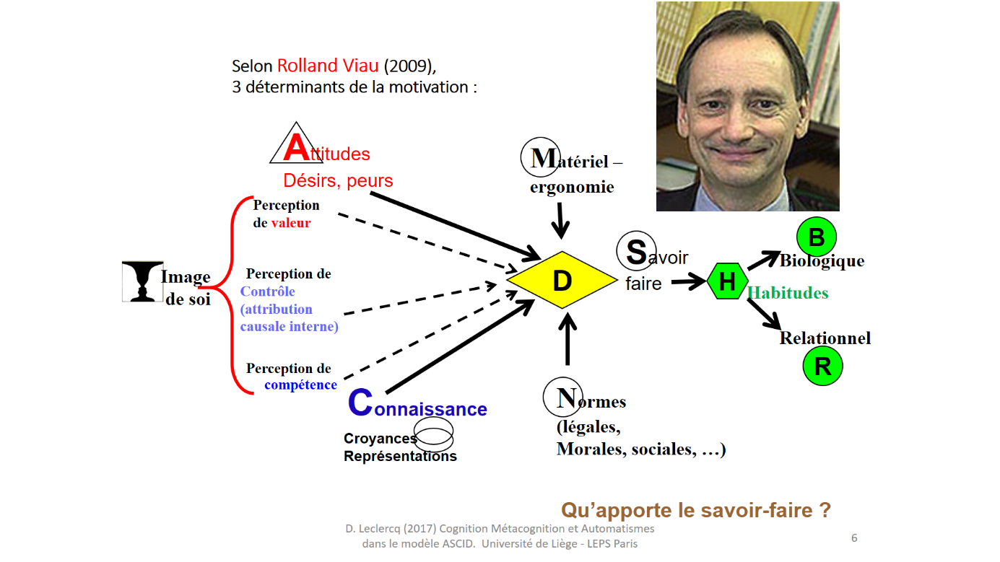 Selon Rolland Viau (2009),
3 déterminants de la motivation :
Attitudes
Désirs, peurs
Matériel –
ergonomie
Perception
de valeur
Image
de soi
Perception de
Contrôle
(attribution
causale interne)
Perception de
compétence
Connaissance
Croyances
Représentations
D
Savoir
faire
Normes
(légales,
Morales, sociales, …)
H
Habitudes
B
Biologique
Relationnel
R
Qu’apporte le savoir-faire ?
D. Leclercq (2017) Cognition Métacognition et Automatismes
dans le modèle ASCID. Université de Liège - LEPS Paris
6